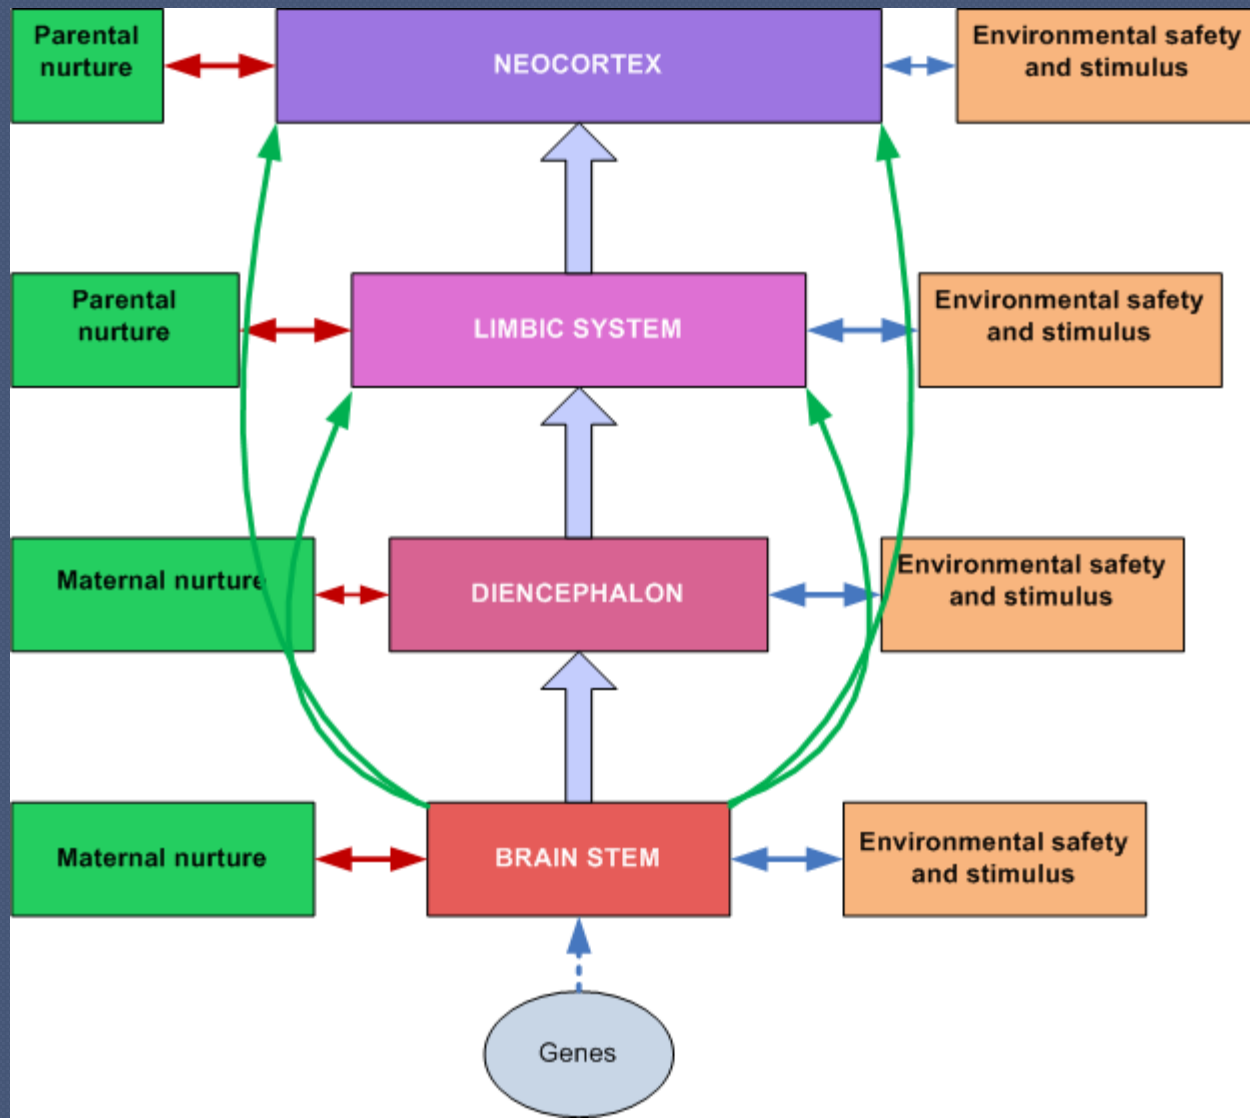 Parental
nurture
NEOCORTEX
Environmental safety
and stimulus
Parental
nurture
LIMBIC SYSTEM
Environmental safety
and stimulus
Maternal nurture
DIENCEPHALON
Environmental safety
and stimulus
Maternal nurture
BRAIN STEM
Environmental safety
and stimulus
Genes